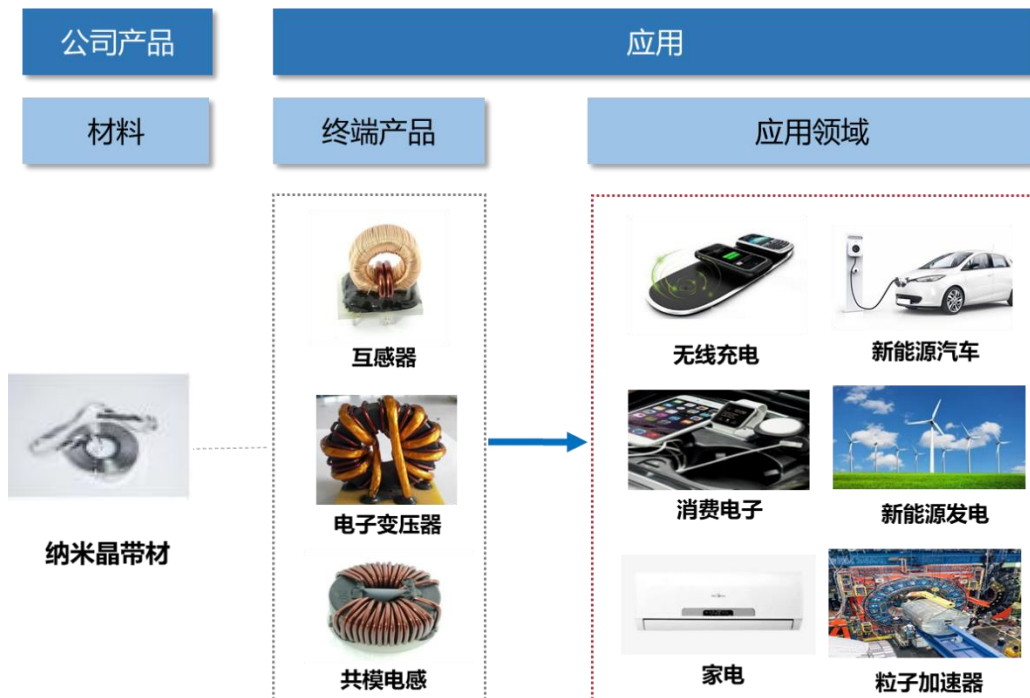 公司产品
应用
材料
终端产品
应用领域
互感器
无线充电
新能源汽车
纳米晶带材
电子变压器
消费电子
新能源发电
共模电感
家电
粒子加速器